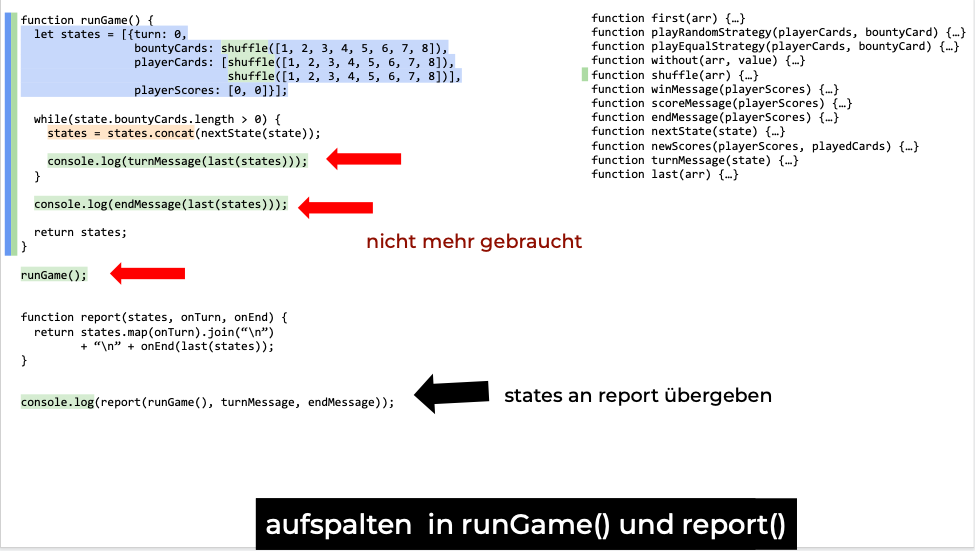 function runGame() {
let states = [{turn: 0,
bountyCards: shuffle([1, 2, 3, 4, 5, 6, 7, 8]),
playerCards: [shuffle([1, 2, 3, 4, 5, 6, 7, 8]),
shuffle([1, 2, 3, 4, 5, 6, 7, 8])],
playerScores: [0, 0]}];
while(state.bountyCards.length > 0) {
states = states.concat(nextState(state));
console.log(turnMessage(last(states)));
}
console.log(endMessage(last(states)));
return states;
}
nicht mehr gebraucht
runGame();
function report(states, onTurn, onEnd) {
return states.map(onTurn).join(“\n”)
+ “\n” + onEnd(last(states));
}
console.log(report(runGame(), turnMessage, endMessage));
states an report übergeben
function first(arr) {…}
function playRandomStrategy(playerCards, bountyCard) {…}
function playEqualStrategy(playerCards, bountyCard) {…}
function without(arr, value) {…}
function shuffle(arr) {…}
function winMessage(playerScores) {…}
function scoreMessage(playerScores) {…}
function endMessage(playerScores) {…}
function nextState(state) {…}
function newScores(playerScores, playedCards) {…}
function turnMessage(state) {…}
function last(arr) {…}
aufspalten in runGame() und report()